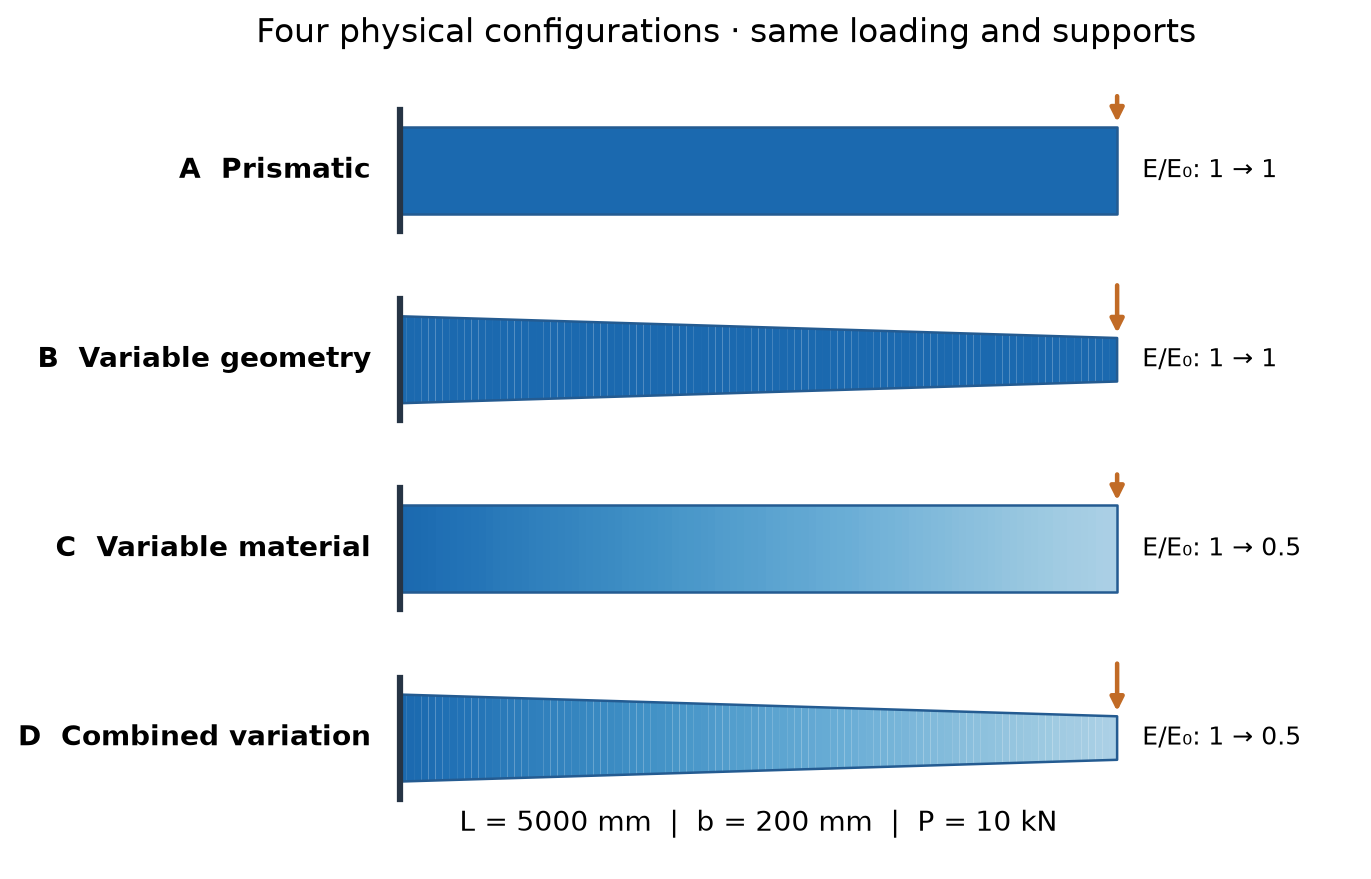 Four physical configurations · same loading and supports
A Prismatic
E/E₀: 1 → 1
B Variable geometry
E/E₀: 1 → 1
C Variable material
E/E₀: 1 → 0.5
D Combined variation
E/E₀: 1 → 0.5
L = 5000 mm | b = 200 mm | P = 10 kN